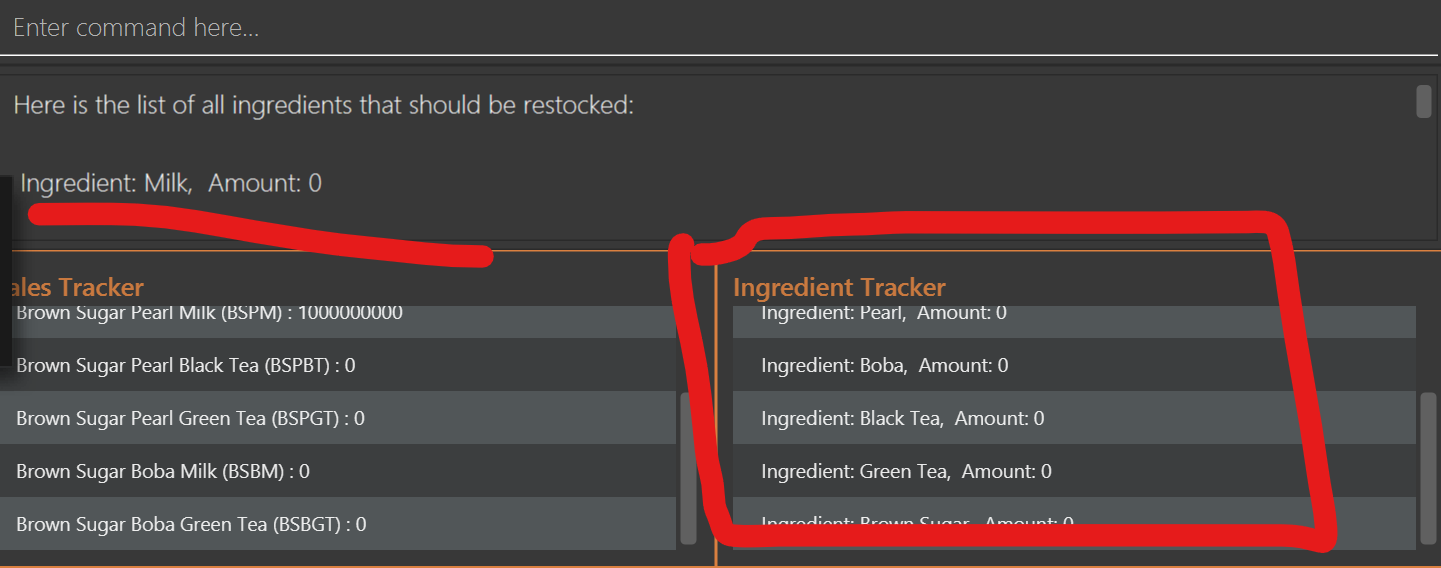 Enter command here...
Here is the list of all ingredients that should be restocked:
Ingredient: Milk,  Amount: 0
ales Tracker
Brown Sugar Pearl Milk (BSPM) : 1000000000
Brown Sugar Pearl Black Tea (BSPBT) : 0
Brown Sugar Pearl Green Tea (BSPGT) : 0
Brown Sugar Boba Milk (BSBM) : 0
Brown Sugar Boba Green Tea (BSBGT) : 0
Ingredient Tracker
Ingredient: Pearl,  Amount: 0
Ingredient: Boba,  Amount: 0
Ingredient: Black Tea,  Amount: 0
Ingredient: Green Tea,  Amount: 0
Ingredient: Brown Sugar,  Amount: 0